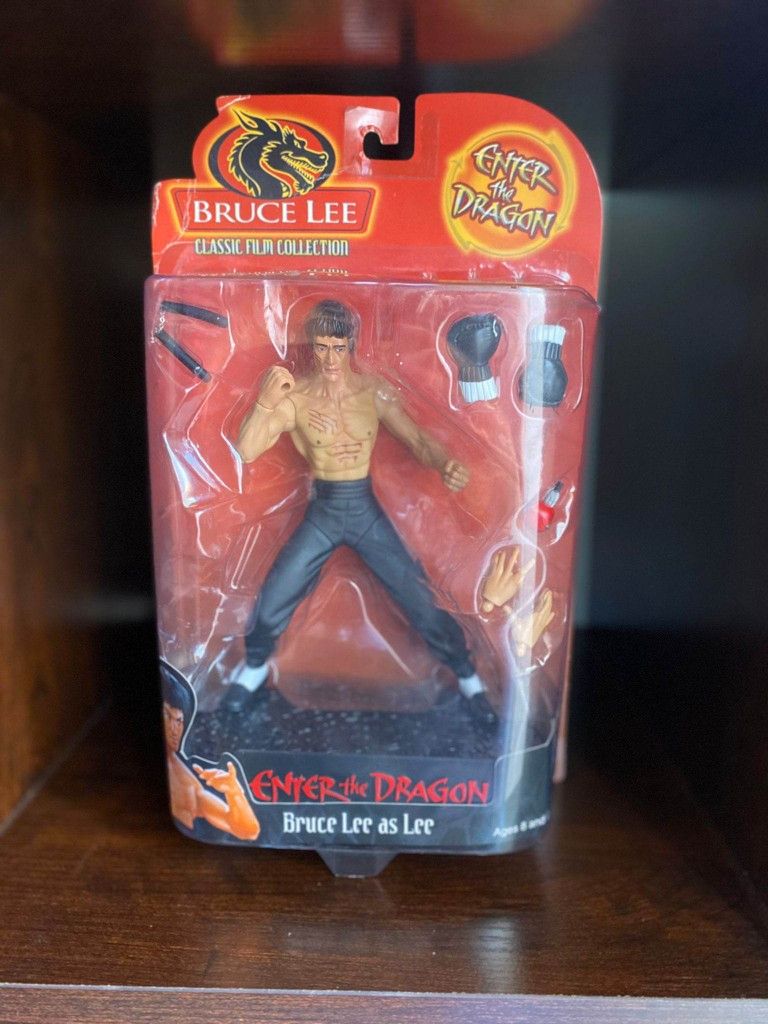 BRUCE LEE
CLASSIC FILM COLLECTION
ENTER
the
DRAGON
ENTER the DRAGON
Bruce Lee as Lee
Ages 8 and